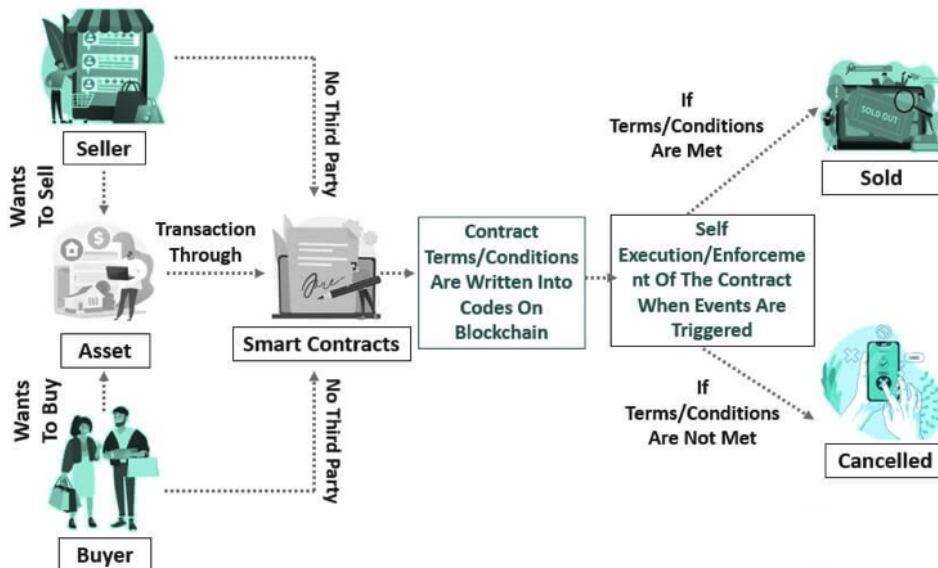 Seller
Wants
To Sell
No Third Party
Asset
Transaction
Through
Smart Contracts
Wants
To Buy
Buyer
No Third Party
Contract
Terms/Conditions
Are Written Into
Codes On
Blockchain
Self
Execution/Enforceme
nt Of The Contract
When Events Are
Triggered
If
Terms/Conditions
Are Met
SOLD OUT
Sold
If
Terms/Conditions
Are Not Met
Cancelled